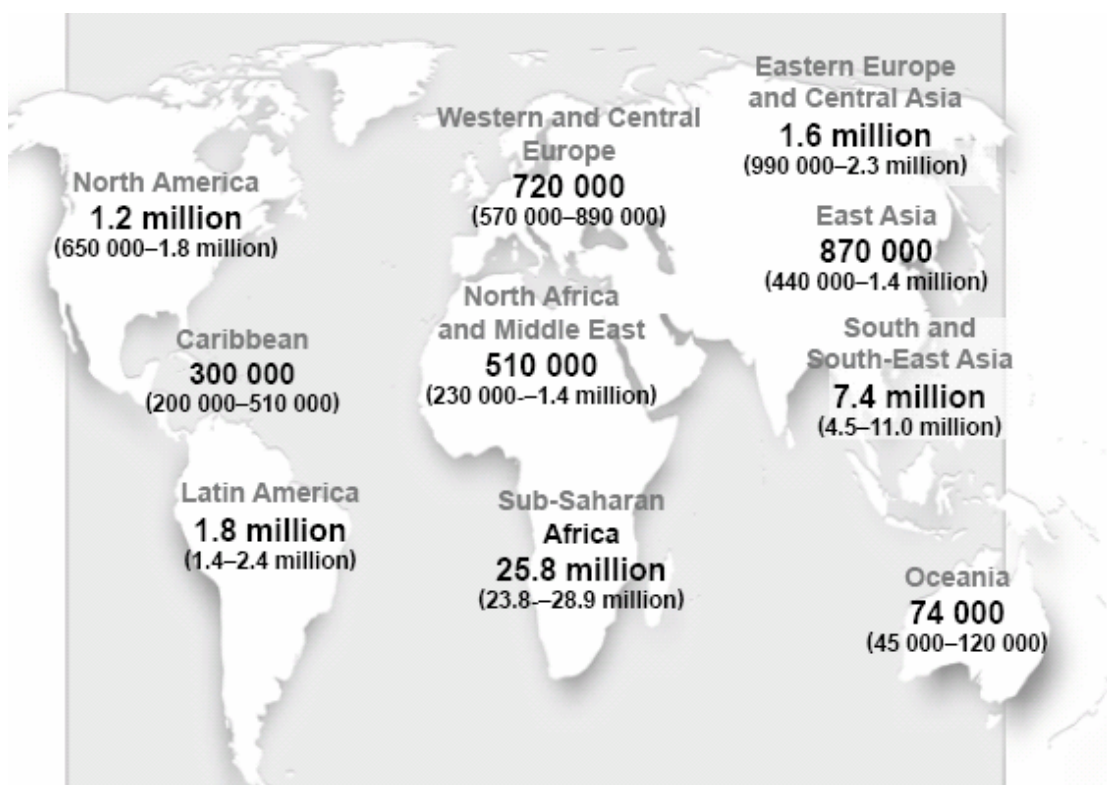 Eastern Europe
and Central Asia
1.6 million
(990 000–2.3 million)
Western and Central
Europe
720 000
(570 000–890 000)
North America
1.2 million
(650 000–1.8 million)
East Asia
870 000
(440 000–1.4 million)
North Africa
and Middle East
510 000
(230 000-–1.4 million)
Caribbean
300 000
(200 000–510 000)
South and
South-East Asia
7.4 million
(4.5–11.0 million)
Latin America
1.8 million
(1.4–2.4 million)
Sub-Saharan
Africa
25.8 million
(23.8-–28.9 million)
Oceania
74 000
(45 000–120 000)